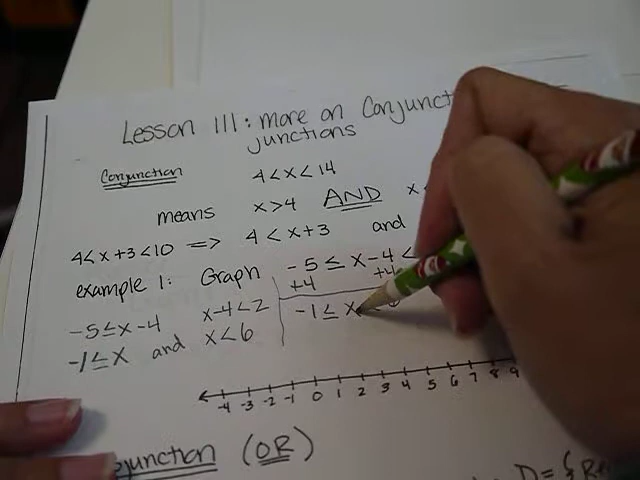 Lesson 111: more on Conjunct
junctions
Conjunction 4<x<14
means x>4 AND x
4<x+3<10 => 4<x+3 and
example 1: Graph -5≤x-4<
+4 +4
-5≤x-4 x-4<2 -1≤x
-1≤x and x<6
-4 -3 -2 -1 0 1 2 3 4 5 6 7 8 9
junction (OR)
D={R